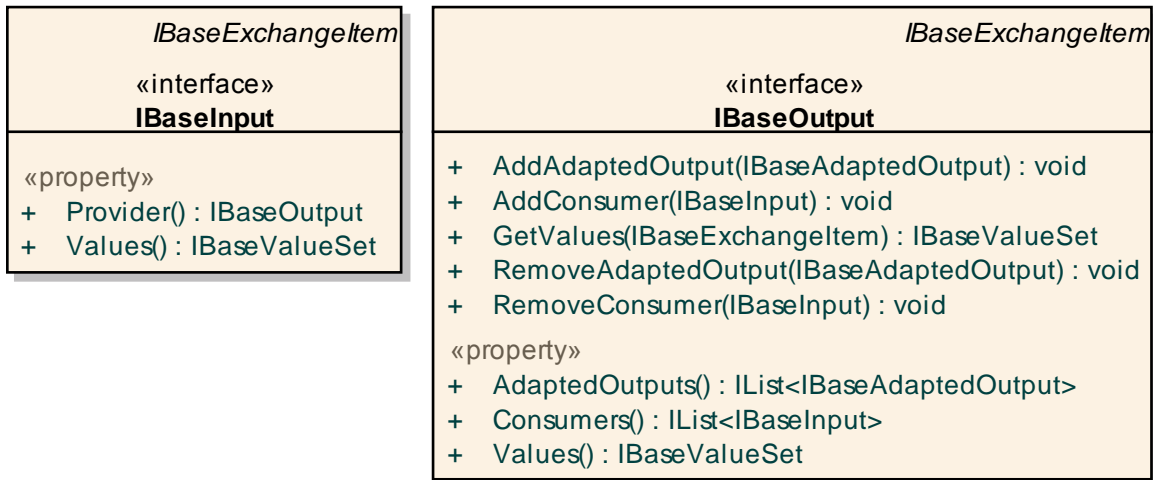 IBaseExchangeItem
«interface»
IBaseInput
«property»
+ Provider() : IBaseOutput
+ Values() : IBaseValueSet
IBaseExchangeItem
«interface»
IBaseOutput
+ AddAdaptedOutput(IBaseAdaptedOutput) : void
+ AddConsumer(IBaseInput) : void
+ GetValues(IBaseExchangeItem) : IBaseValueSet
+ RemoveAdaptedOutput(IBaseAdaptedOutput) : void
+ RemoveConsumer(IBaseInput) : void
«property»
+ AdaptedOutputs() : IList<IBaseAdaptedOutput>
+ Consumers() : IList<IBaseInput>
+ Values() : IBaseValueSet